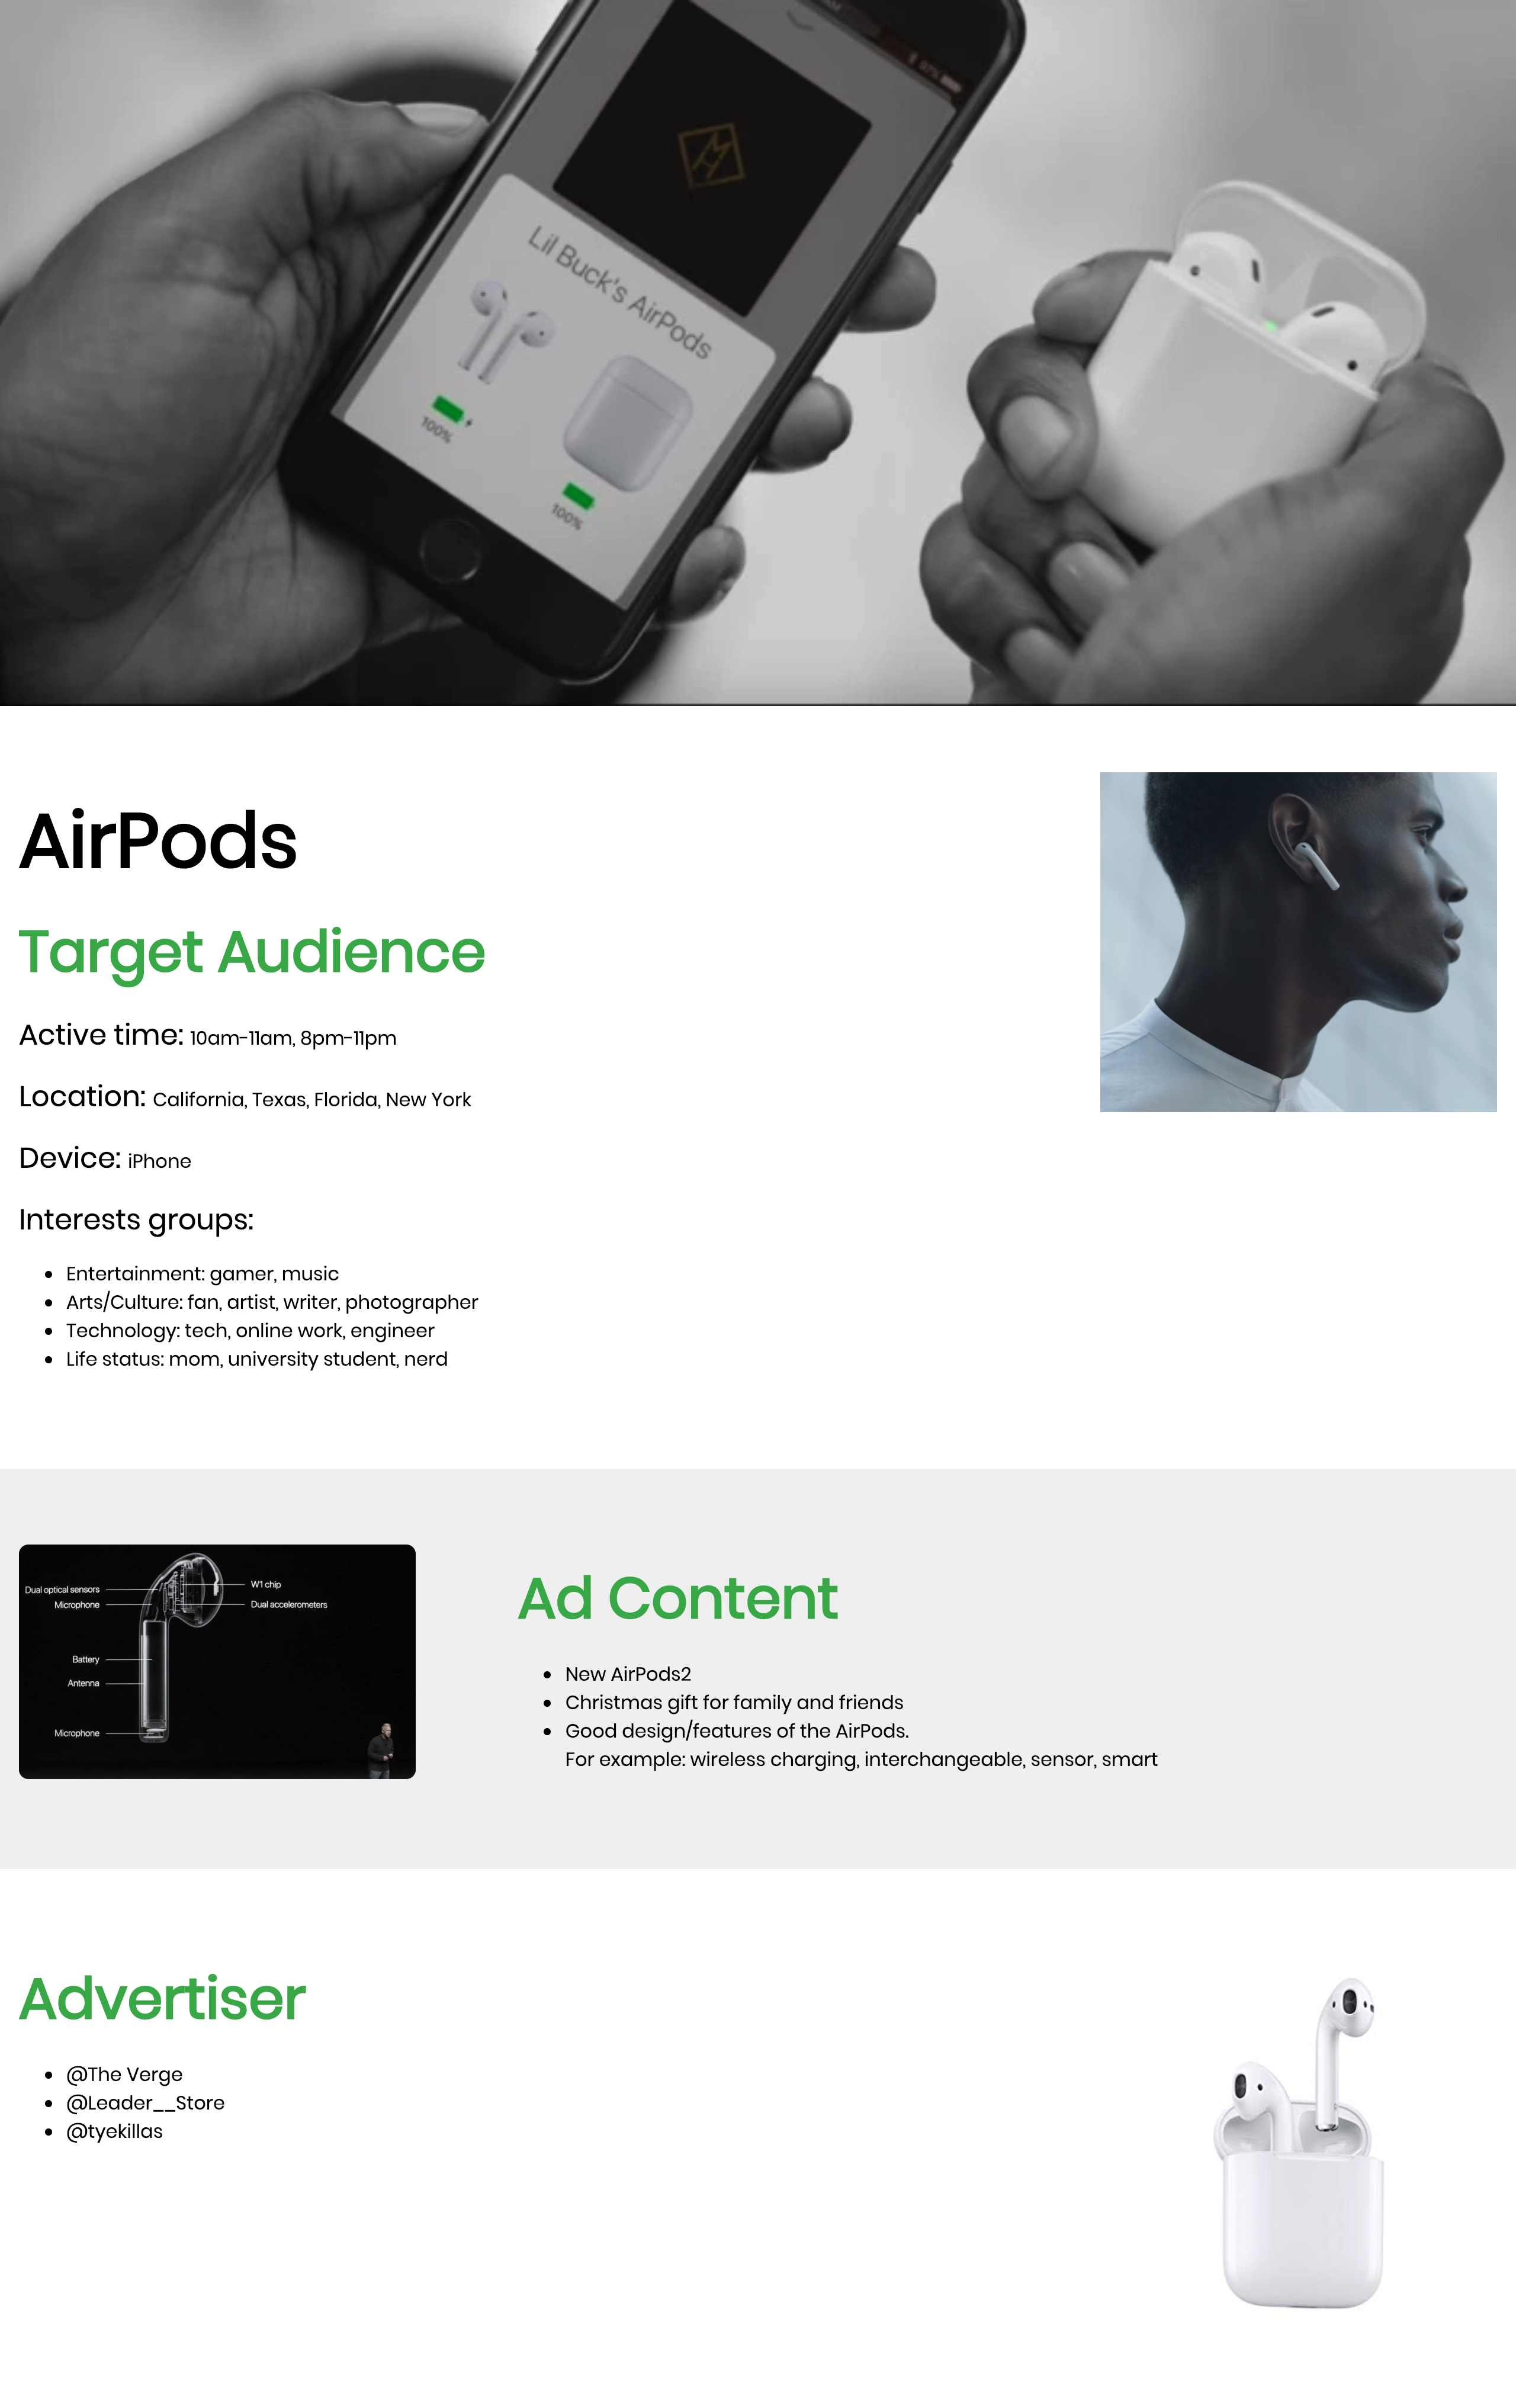 97%
Lil Buck's AirPods
100%
100%
AirPods
Target Audience
Active time: 10am-11am, 8pm-11pm
Location: California, Texas, Florida, New York
Device: iPhone
Interests groups:
Entertainment: gamer, music
Arts/Culture: fan, artist, writer, photographer
Technology: tech, online work, engineer
Life status: mom, university student, nerd
Dual optical sensors
Microphone
Battery
Antenna
Microphone
W1 chip
Dual accelerometers
Ad Content
New AirPods2
Christmas gift for family and friends
Good design/features of the AirPods.
For example: wireless charging, interchangeable, sensor, smart
Advertiser
@The Verge
@Leader__Store
@tyekillas